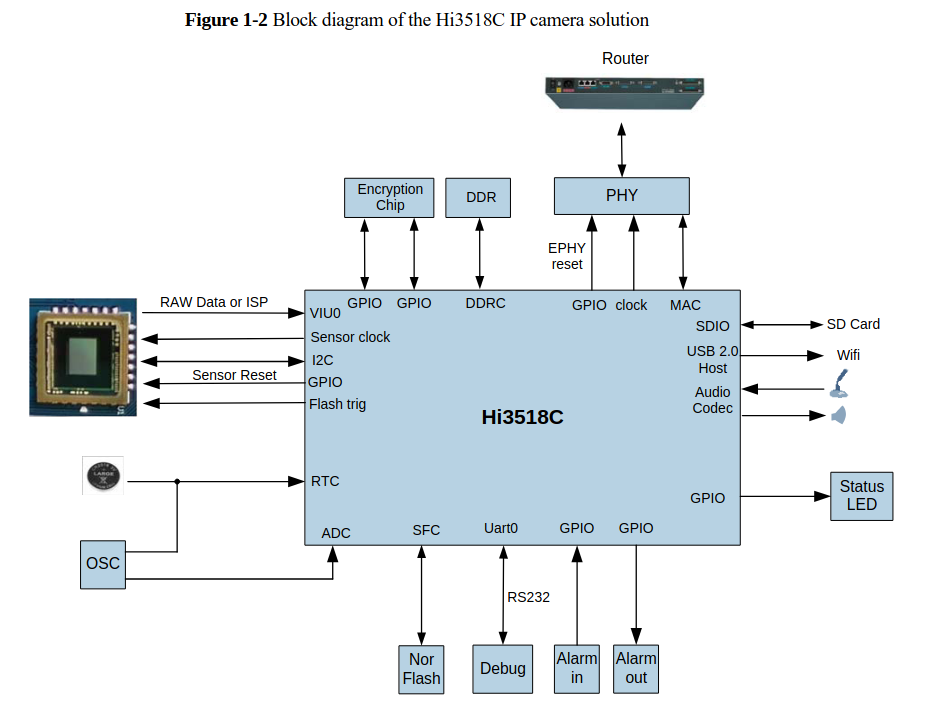 Figure 1-2 Block diagram of the Hi3518C IP camera solution
Router
Encryption
Chip
DDR
PHY
EPHY
reset
RAW Data or ISP
VIU0
GPIO
GPIO
DDRC
GPIO
clock
MAC
SDIO
SD Card
Sensor clock
I2C
USB 2.0
Host
Wifi
Sensor Reset
GPIO
Flash trig
Audio
Codec
Hi3518C
LARGE
RTC
GPIO
Status
LED
ADC
SFC
Uart0
GPIO
GPIO
OSC
RS232
Nor
Flash
Debug
Alarm
in
Alarm
out